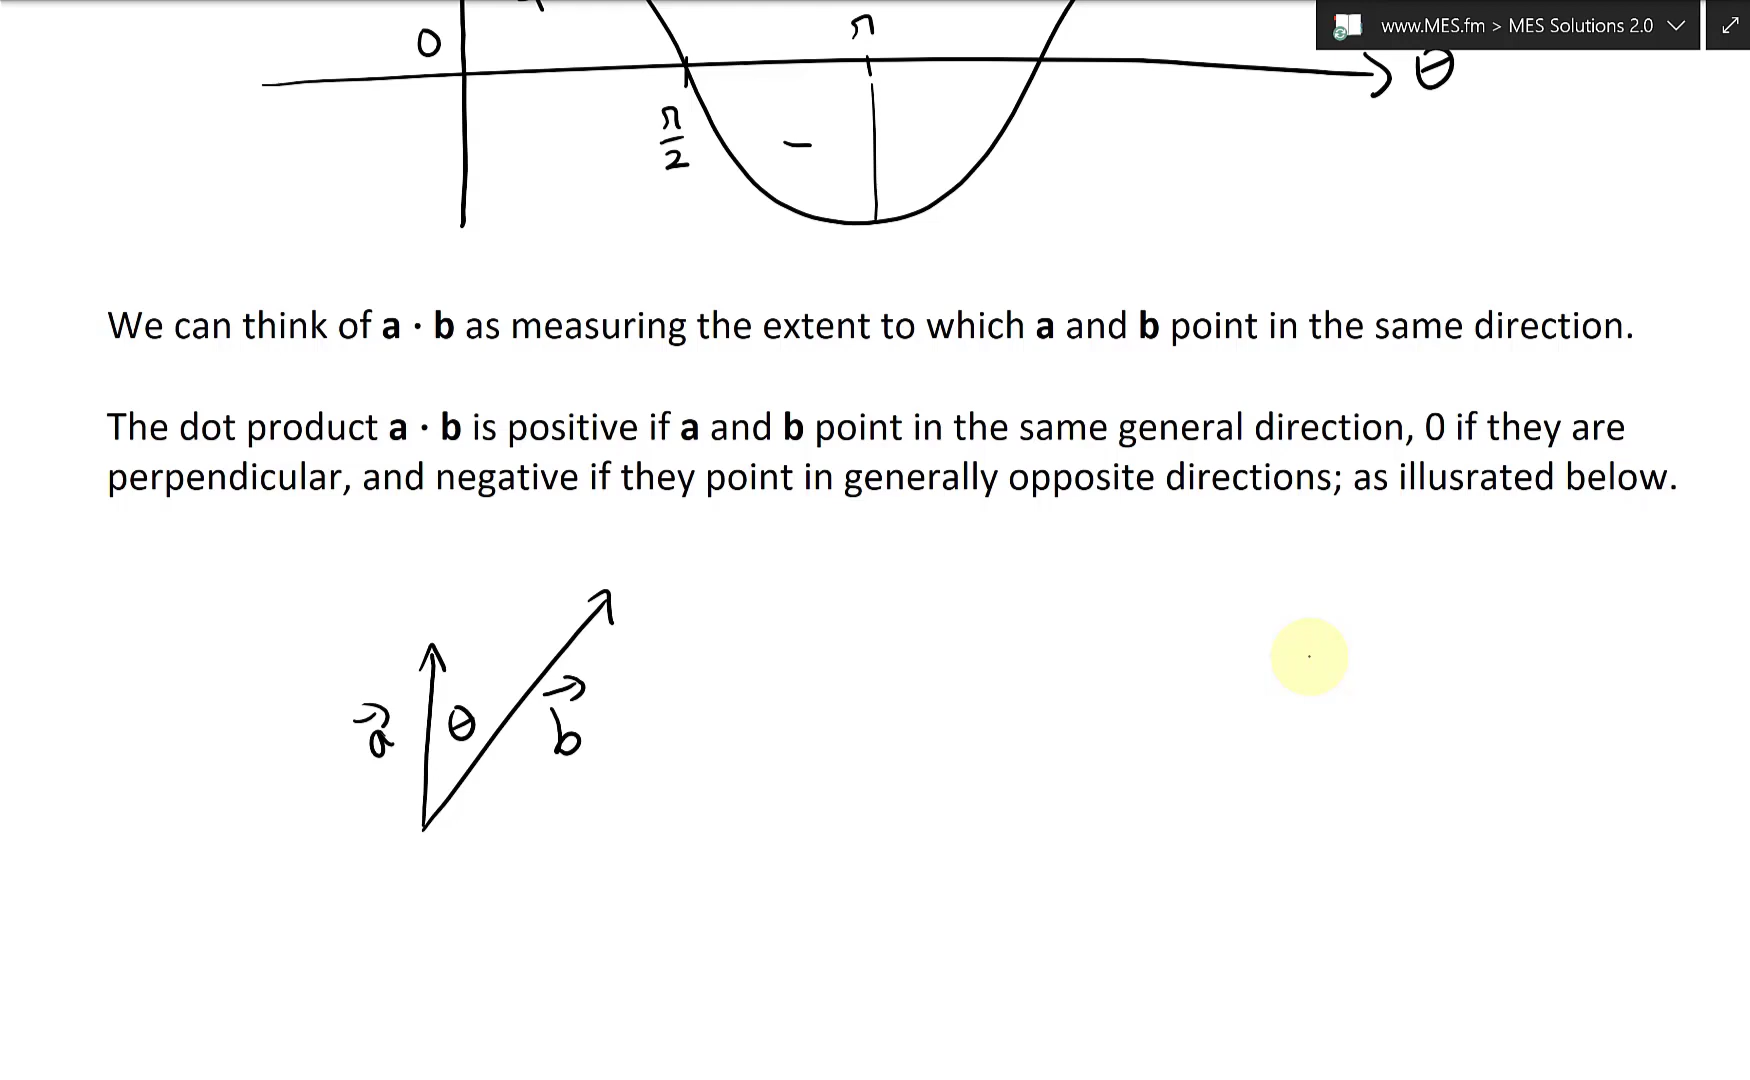 www.MES.fm > MES Solutions 2.0
0
π
θ
π
2
−
We can think of a · b as measuring the extent to which a and b point in the same direction.
The dot product a · b is positive if a and b point in the same general direction, 0 if they are
perpendicular, and negative if they point in generally opposite directions; as illusrated below.
a
θ
b